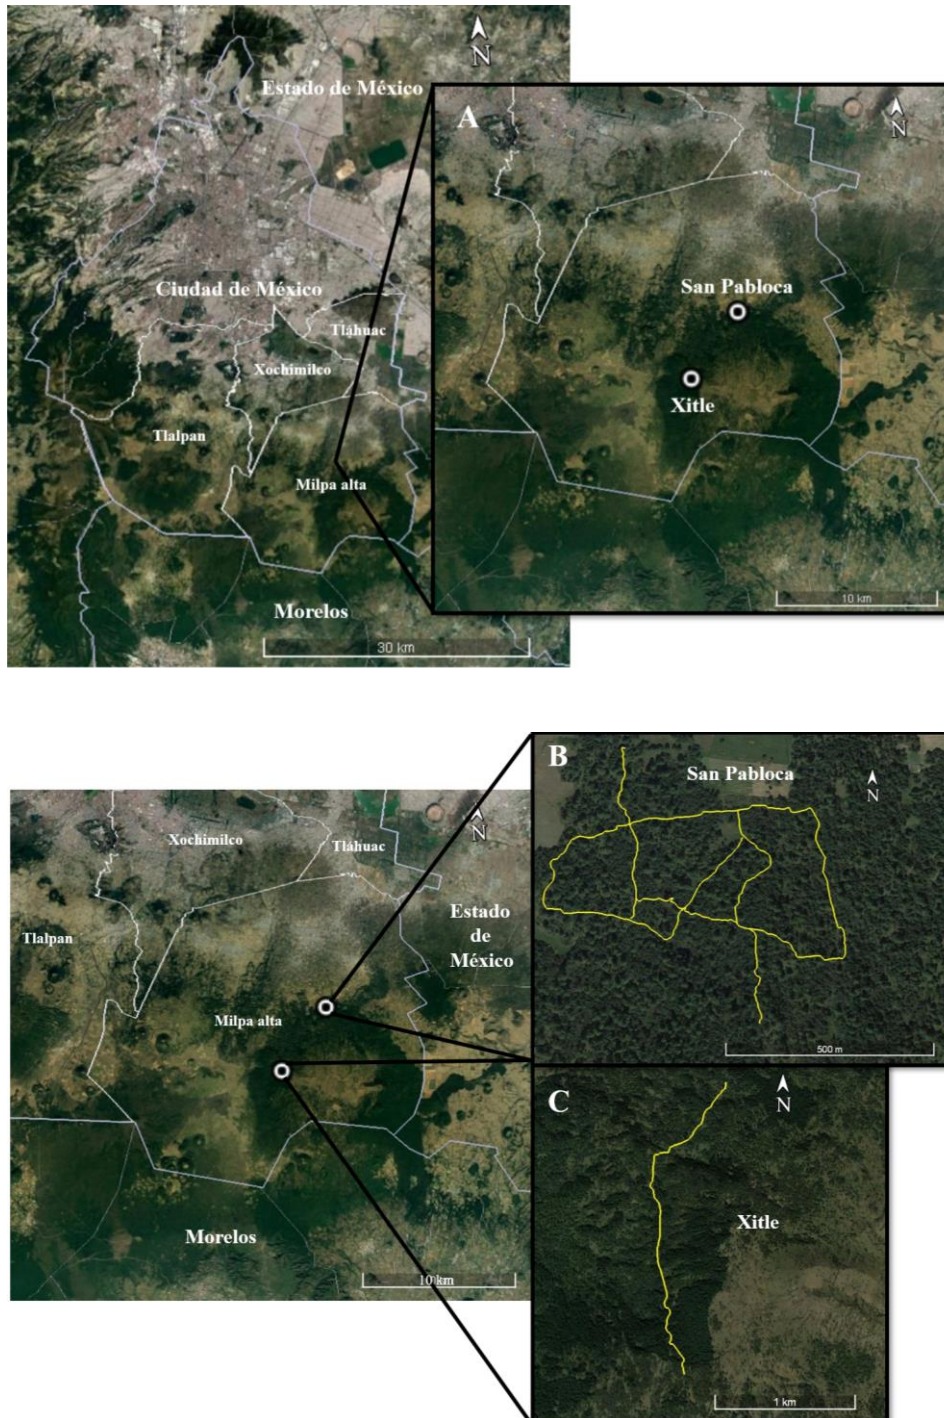 N
Estado de México
A
N
San Pabloca
Ciudad de México
Tláhuac
Xochimilco
Xitle
Tlalpan
Milpa alta
Morelos
30 km
10 km
B
San Pabloca
N
N
Xochimilco
Tláhuac
Estado
de
México
Tlalpan
Milpa alta
500 m
C
N
Xitle
Morelos
10 km
1 km